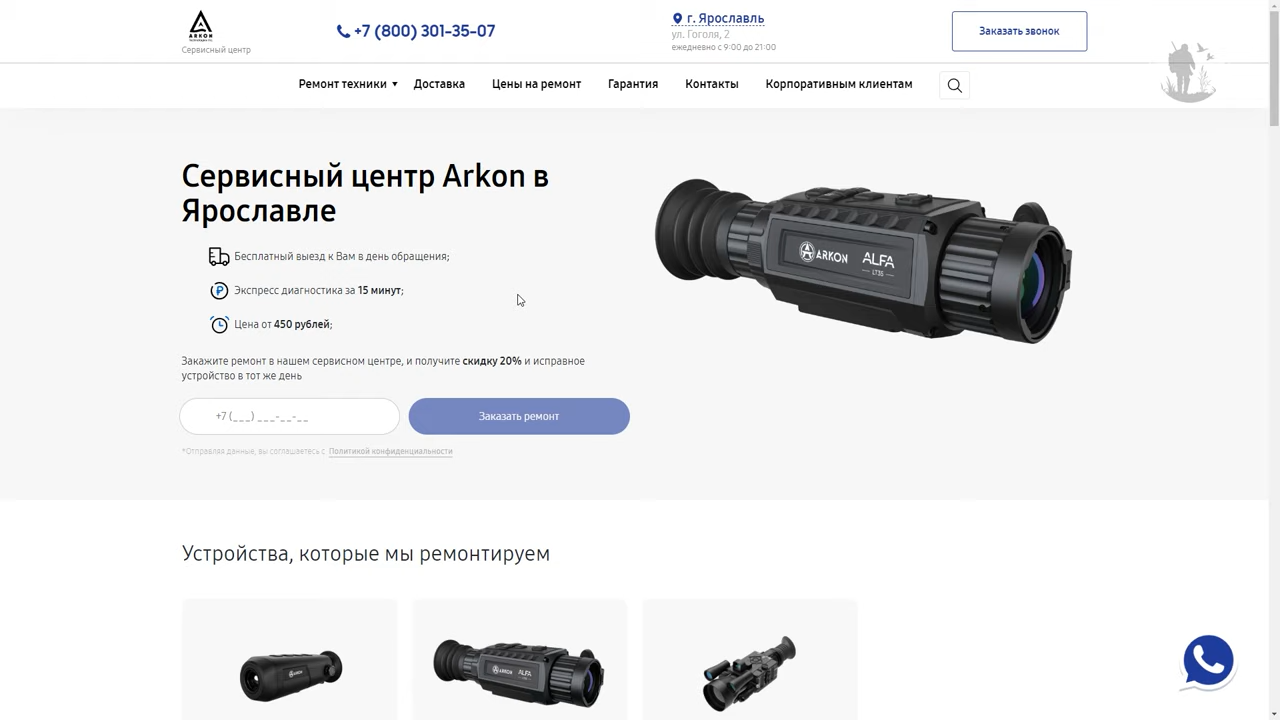 ARKON
Сервисный центр
+7 (800) 301-35-07
г. Ярославль
ул. Гоголя, 2
ежедневно с 9:00 до 21:00
Заказать звонок
Ремонт техники
Доставка
Цены на ремонт
Гарантия
Контакты
Корпоративным клиентам
Сервисный центр Arkon в
Ярославле
Бесплатный выезд к Вам в день обращения;
Экспресс диагностика за 15 минут;
Цена от 450 рублей;
Закажите ремонт в нашем сервисном центре, и получите скидку 20% и исправное
устройство в тот же день
+7 (___) ___-__-__
Заказать ремонт
*Отправляя данные, вы соглашаетесь с Политикой конфиденциальности
ARKON
ALFA
LT35
Устройства, которые мы ремонтируем
ARKON
ARKON ALFA